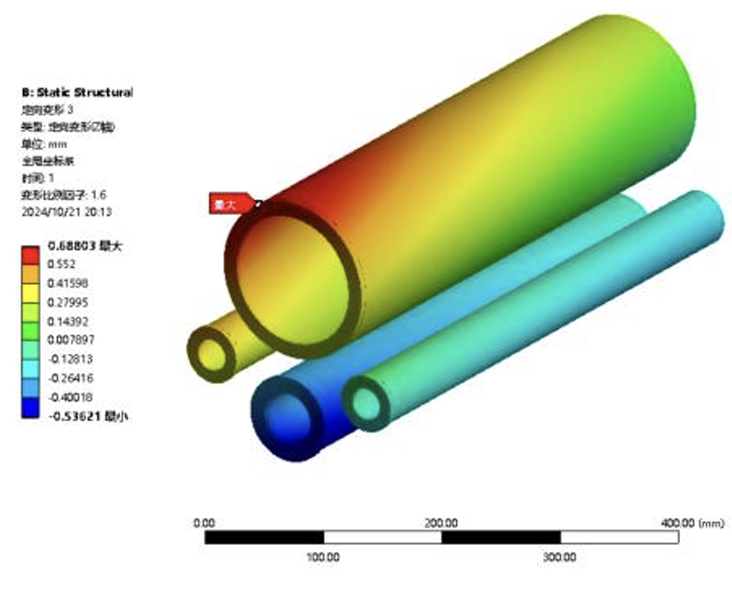 B: Static Structural
定向变形 3
类型: 定向变形(Z轴)
单位: mm
全局坐标系
时间: 1
变形比例因子: 1.6
2024/10/21 20:13
最大
0.68803 最大
0.552
0.41598
0.27995
0.14392
0.007897
-0.12813
-0.26416
-0.40018
-0.53621 最小
0.00 200.00 400.00 (mm)
100.00 300.00